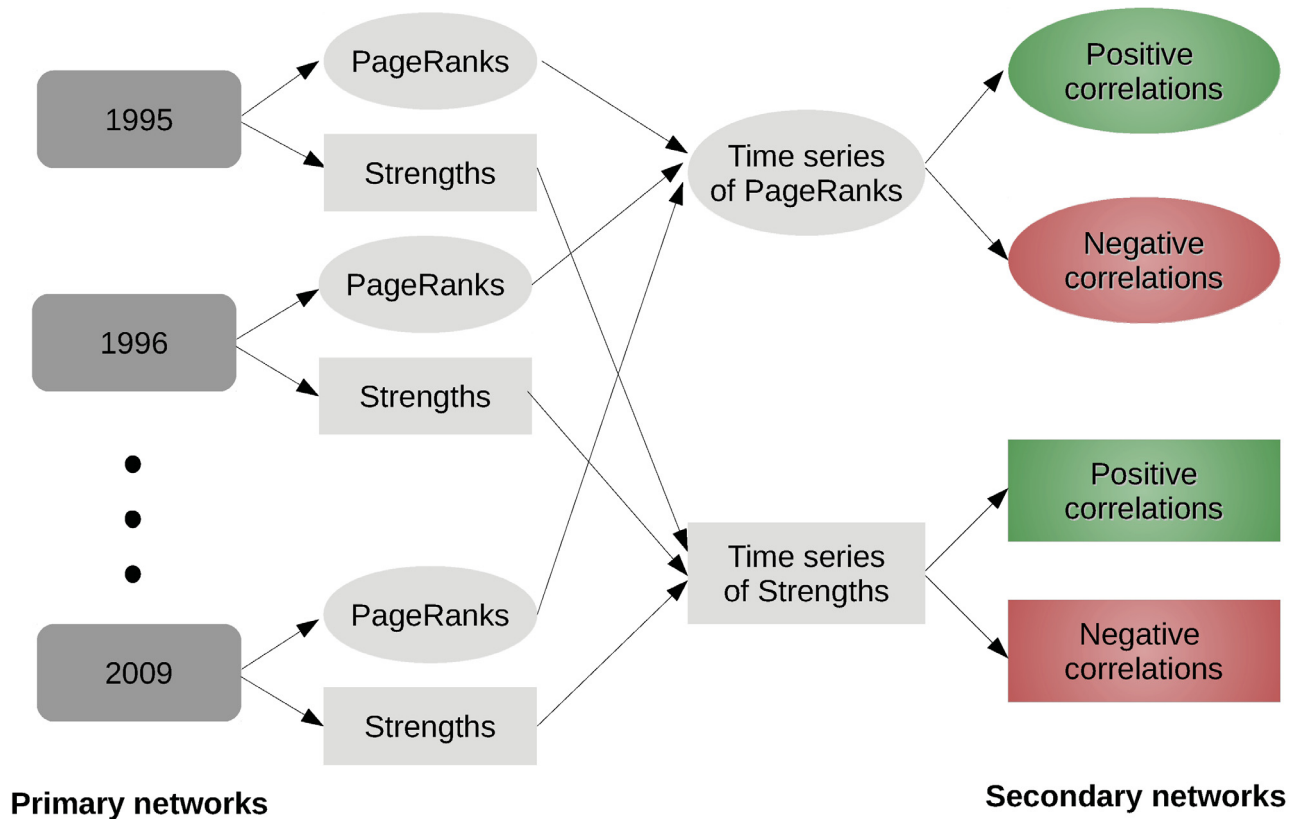 1995
PageRanks
Strengths
1996
PageRanks
Strengths
2009
PageRanks
Strengths
Time series
of PageRanks
Time series
of Strengths
Positive
correlations
Negative
correlations
Positive
correlations
Negative
correlations
Primary networks
Secondary networks